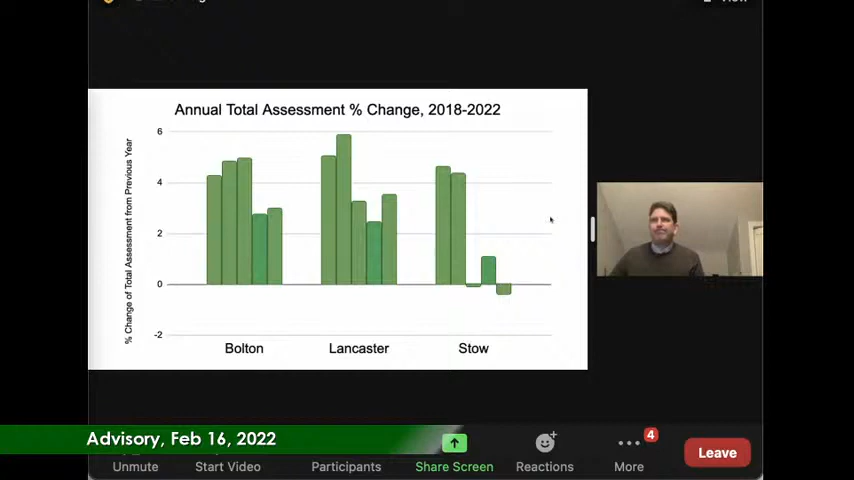 Annual Total Assessment % Change, 2018-2022
% Change of Total Assessment from Previous Year
6
4
2
0
-2
Bolton
Lancaster
Stow
Advisory, Feb 16, 2022
4
Unmute
Start Video
Participants
Share Screen
Reactions
More
Leave